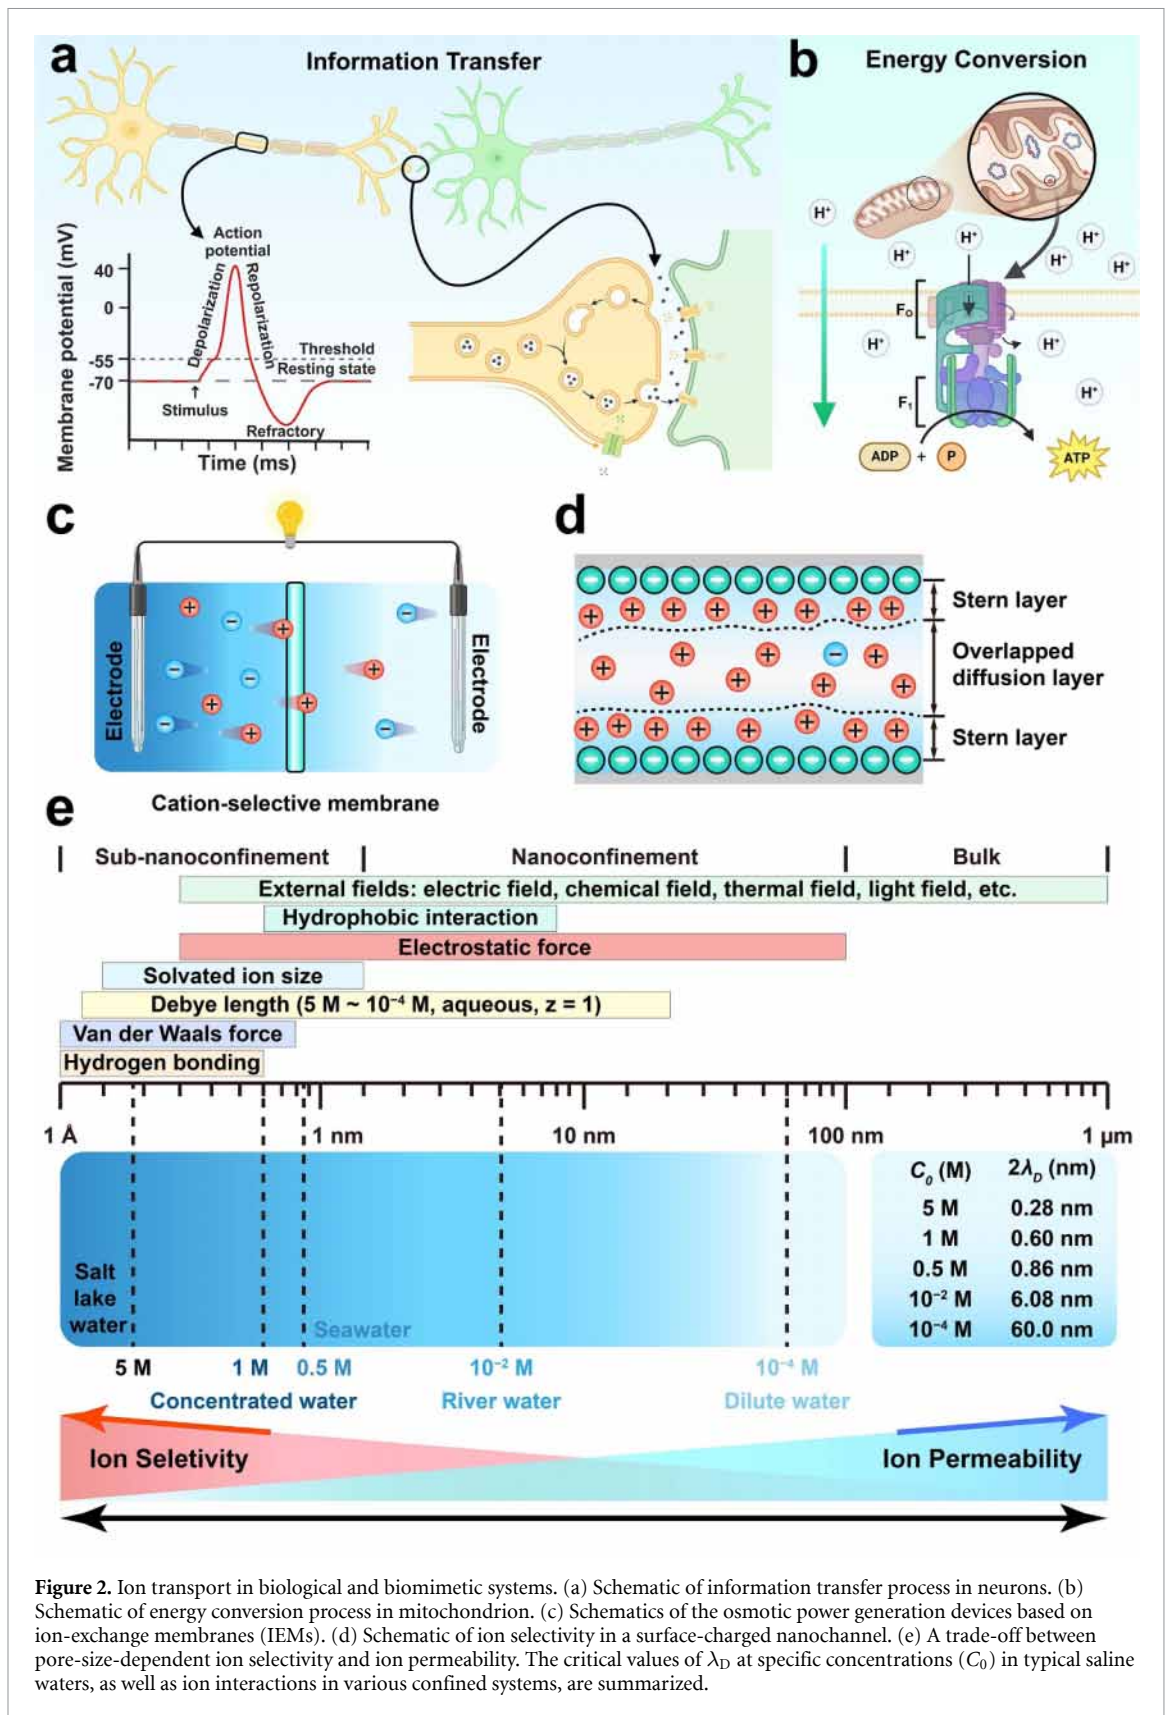 a
Information Transfer
Membrane potential (mV)
40
0
-55
-70
Action
potential
Depolarization
Repolarization
Threshold
Resting state
Stimulus
Refractory
Time (ms)
b
Energy Conversion
H⁺
H⁺
H⁺
H⁺
H⁺
H⁺
H⁺
H⁺
H⁺
F₀
F₁
ADP + P
ATP
c
Electrode
Electrode
+
−
+
−
+
−
+
+
−
+
−
−
Cation-selective membrane
d
Stern layer
Overlapped
diffusion layer
Stern layer
e
Sub-nanoconfinement
Nanoconfinement
Bulk
External fields: electric field, chemical field, thermal field, light field, etc.
Hydrophobic interaction
Electrostatic force
Solvated ion size
Debye length (5 M ~ 10⁻⁴ M, aqueous, z = 1)
Van der Waals force
Hydrogen bonding
1 Å 1 nm 10 nm 100 nm 1 µm
Salt
lake
water
Seawater
C₀ (M) 2λ_D (nm)
5 M 0.28 nm
1 M 0.60 nm
0.5 M 0.86 nm
10⁻² M 6.08 nm
10⁻⁴ M 60.0 nm
5 M 1 M 0.5 M 10⁻² M 10⁻⁴ M
Concentrated water River water Dilute water
Ion Seletivity Ion Permeability
Figure 2. Ion transport in biological and biomimetic systems. (a) Schematic of information transfer process in neurons. (b)
Schematic of energy conversion process in mitochondrion. (c) Schematics of the osmotic power generation devices based on
ion-exchange membranes (IEMs). (d) Schematic of ion selectivity in a surface-charged nanochannel. (e) A trade-off between
pore-size-dependent ion selectivity and ion permeability. The critical values of λ_D at specific concentrations (C₀) in typical saline
waters, as well as ion interactions in various confined systems, are summarized.